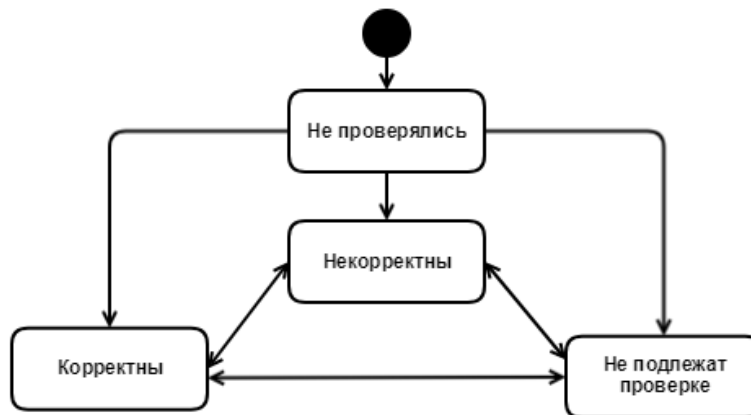 Не проверялись
Некорректны
Корректны
Не подлежат
проверке